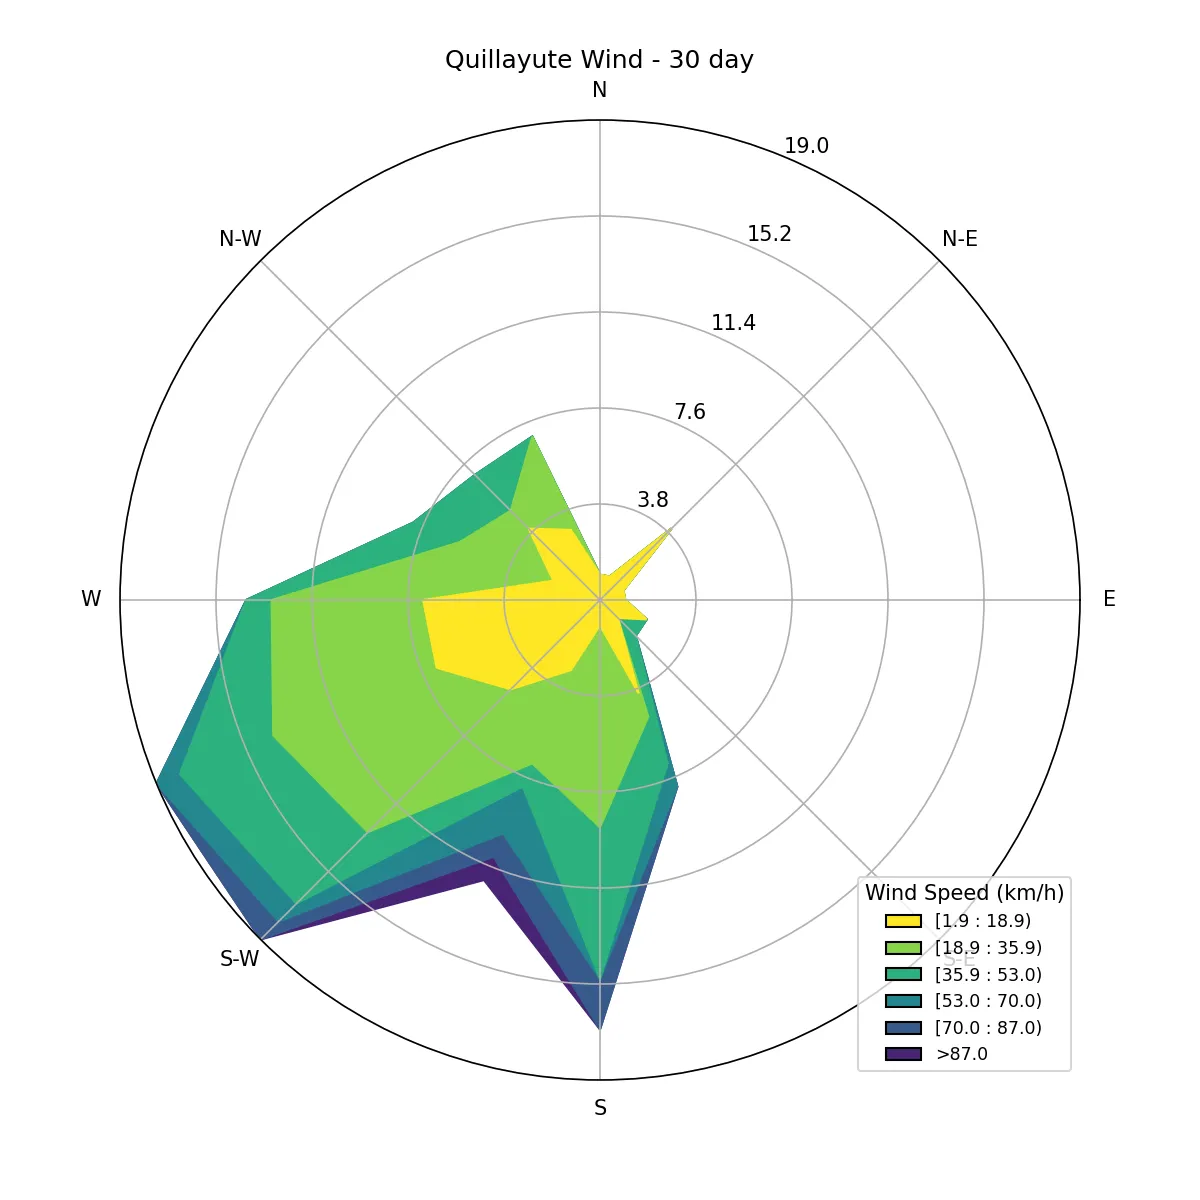 Quillayute Wind - 30 day
N
19.0
15.2
N-W
N-E
11.4
7.6
3.8
W
E
Wind Speed (km/h)
[1.9 : 18.9)
[18.9 : 35.9)
S-W
S-E
[35.9 : 53.0)
[53.0 : 70.0)
[70.0 : 87.0)
>87.0
S